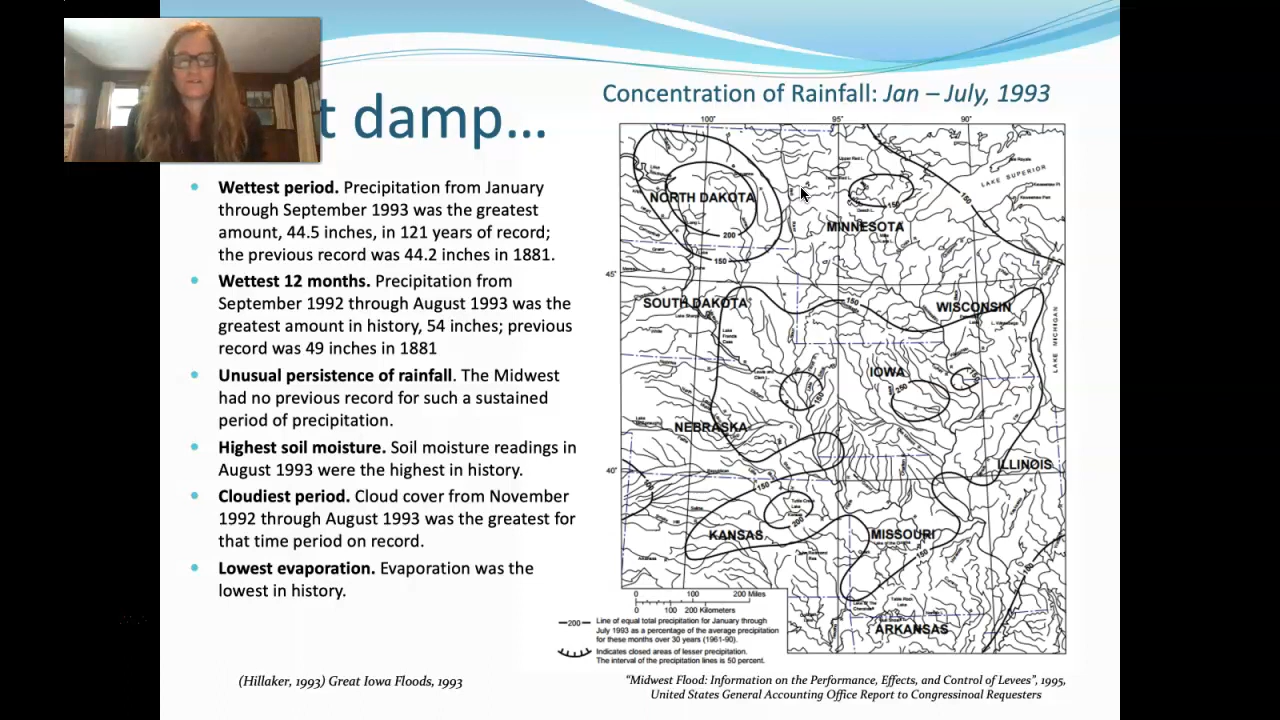 t damp...
Wettest period. Precipitation from January
through September 1993 was the greatest
amount, 44.5 inches, in 121 years of record;
the previous record was 44.2 inches in 1881.
Wettest 12 months. Precipitation from
September 1992 through August 1993 was the
greatest amount in history, 54 inches; previous
record was 49 inches in 1881
Unusual persistence of rainfall. The Midwest
had no previous record for such a sustained
period of precipitation.
Highest soil moisture. Soil moisture readings in
August 1993 were the highest in history.
Cloudiest period. Cloud cover from November
1992 through August 1993 was the greatest for
that time period on record.
Lowest evaporation. Evaporation was the
lowest in history.
(Hillaker, 1993) Great Iowa Floods, 1993
Concentration of Rainfall: Jan – July, 1993
100° 95° 90°
LAKE SUPERIOR
NORTH DAKOTA
150
150
MINNESOTA
200
150
45°
SOUTH DAKOTA
150
WISCONSIN
LAKE MICHIGAN
IOWA
250
NEBRASKA
40°
ILLINOIS
150
200
KANSAS
MISSOURI
150
150
ARKANSAS
0 100 200 Miles
0 100 200 Kilometers
200 Line of equal total precipitation for January through
July 1993 as a percentage of the average precipitation
for these months over 30 years (1961-90).
Indicates closed areas of lesser precipitation.
The interval of the precipitation lines is 50 percent.
“Midwest Flood: Information on the Performance, Effects, and Control of Levees”, 1995,
United States General Accounting Office Report to Congressinoal Requesters